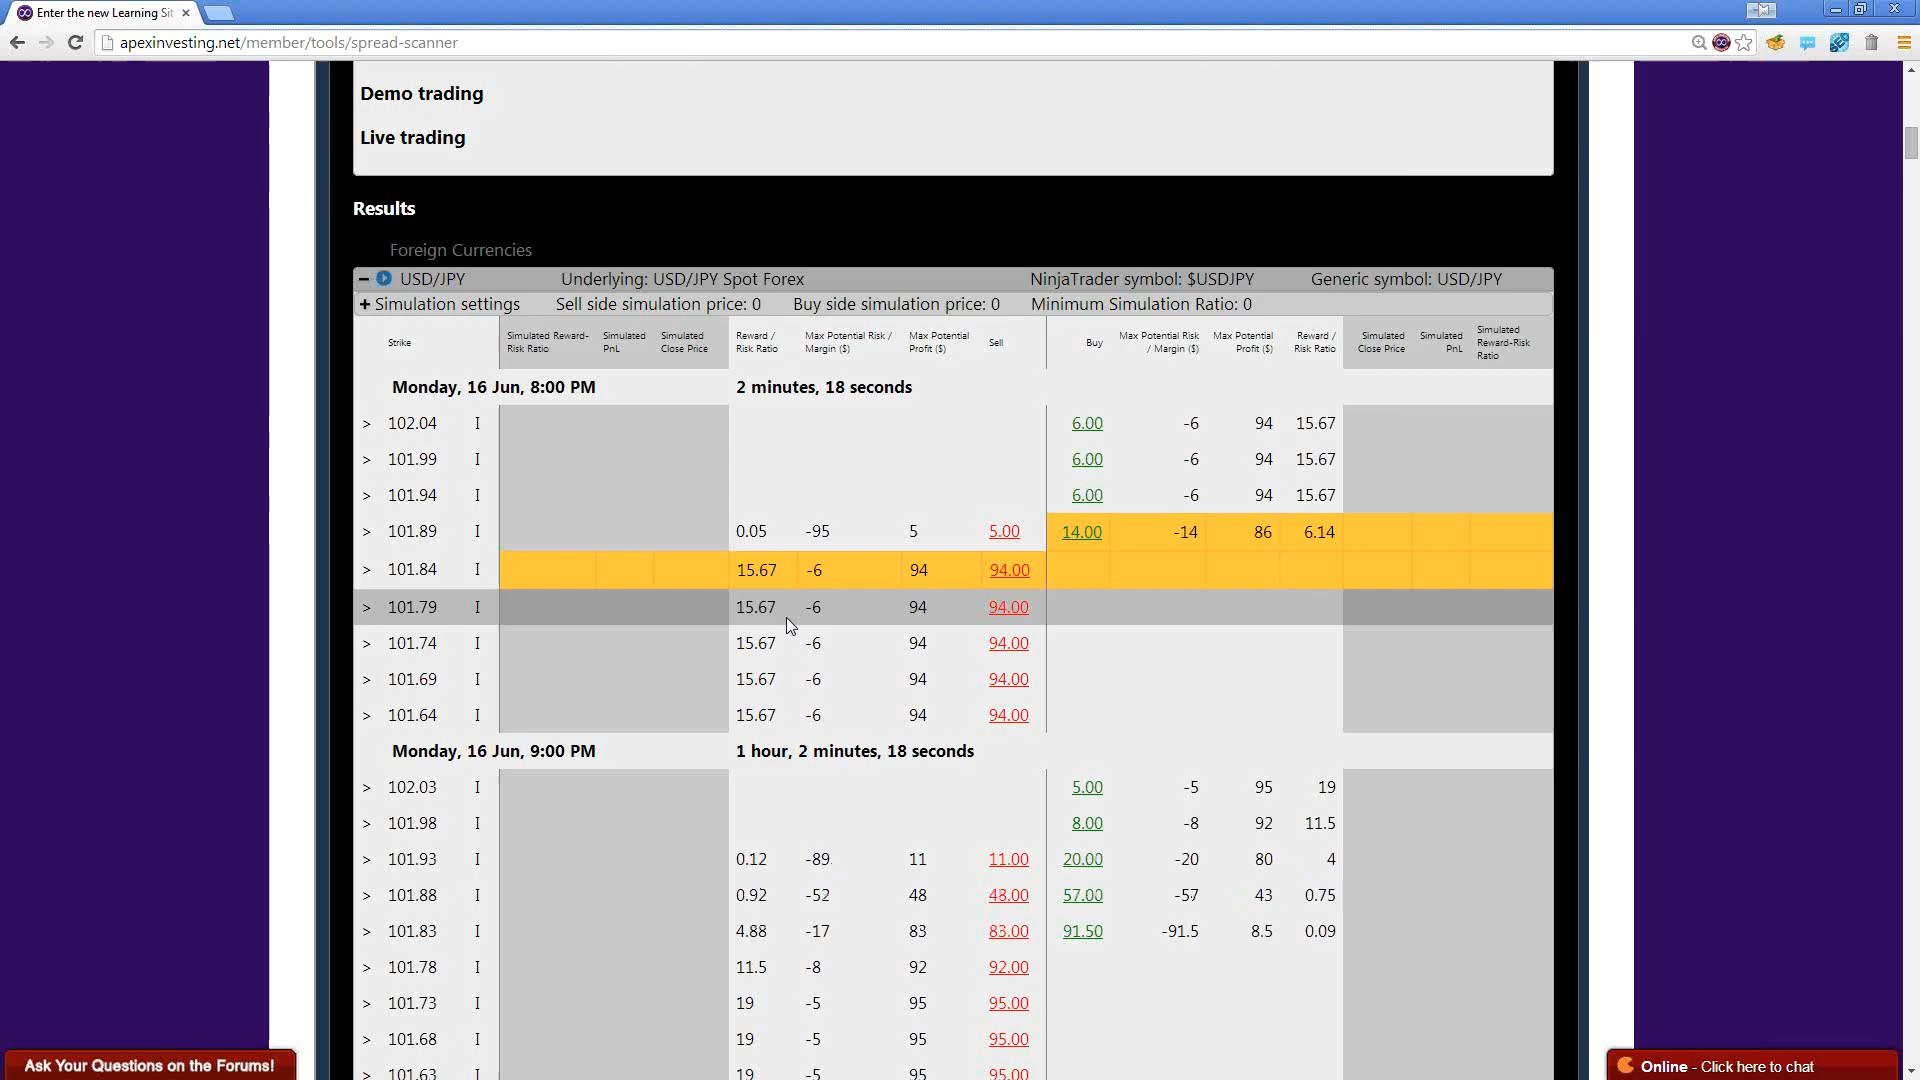 Enter the new Learning Sit
apexinvesting.net/member/tools/spread-scanner
Demo trading
Live trading
Results
Foreign Currencies
USD/JPY Underlying: USD/JPY Spot Forex NinjaTrader symbol: $USDJPY Generic symbol: USD/JPY
+ Simulation settings Sell side simulation price: 0 Buy side simulation price: 0 Minimum Simulation Ratio: 0
Strike Simulated Reward-Risk Ratio Simulated PnL Simulated Close Price Reward / Risk Ratio Max Potential Risk / Margin ($) Max Potential Profit ($) Sell Buy Max Potential Risk / Margin ($) Max Potential Profit ($) Reward / Risk Ratio Simulated Close Price Simulated PnL Simulated Reward-Risk Ratio
Monday, 16 Jun, 8:00 PM 2 minutes, 18 seconds
> 102.04 I 6.00 -6 94 15.67
> 101.99 I 6.00 -6 94 15.67
> 101.94 I 6.00 -6 94 15.67
> 101.89 I 0.05 -95 5 5.00 14.00 -14 86 6.14
> 101.84 I 15.67 -6 94 94.00
> 101.79 I 15.67 -6 94 94.00
> 101.74 I 15.67 -6 94 94.00
> 101.69 I 15.67 -6 94 94.00
> 101.64 I 15.67 -6 94 94.00
Monday, 16 Jun, 9:00 PM 1 hour, 2 minutes, 18 seconds
> 102.03 I 5.00 -5 95 19
> 101.98 I 8.00 -8 92 11.5
> 101.93 I 0.12 -89 11 11.00 20.00 -20 80 4
> 101.88 I 0.92 -52 48 48.00 57.00 -57 43 0.75
> 101.83 I 4.88 -17 83 83.00 91.50 -91.5 8.5 0.09
> 101.78 I 11.5 -8 92 92.00
> 101.73 I 19 -5 95 95.00
> 101.68 I 19 -5 95 95.00
> 101.63 I 19 -5 95 95.00
Ask Your Questions on the Forums!
Online - Click here to chat